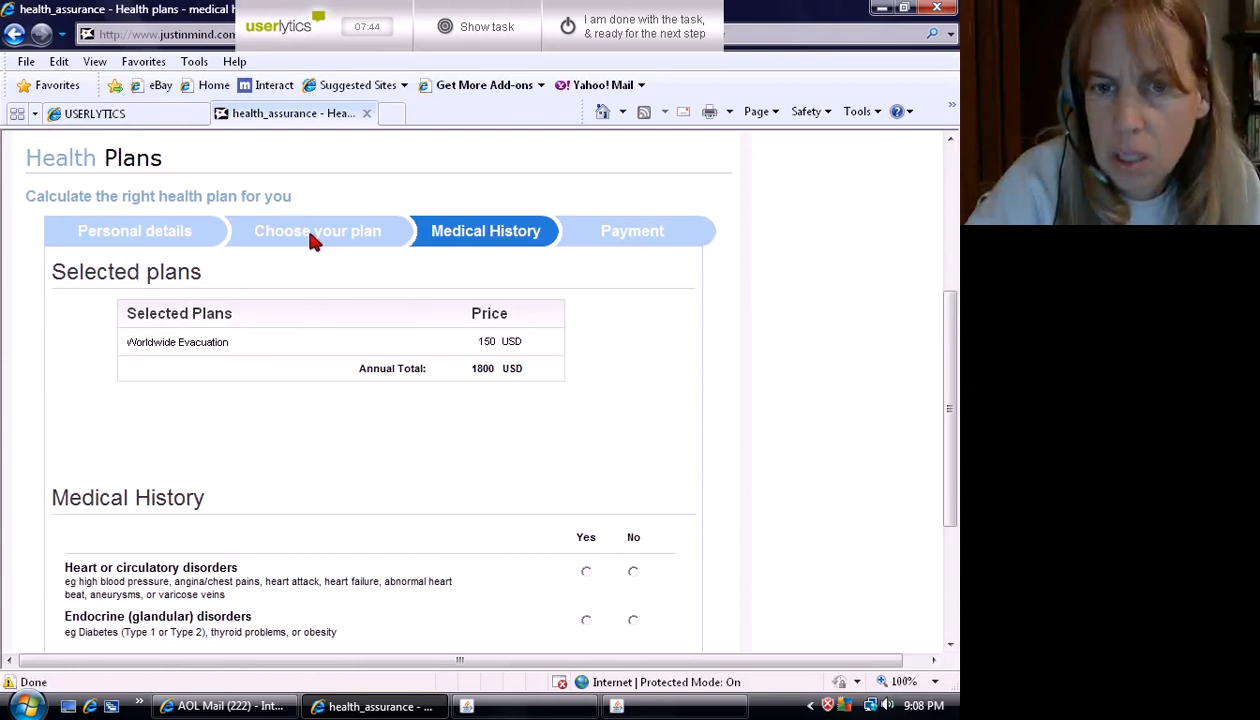 health_assurance - Health plans - medical h
http://www.justinmind.com
userlytics
07:44
Show task
I am done with the task,
& ready for the next step
File Edit View Favorites Tools Help
Favorites eBay Home Interact Suggested Sites Get More Add-ons Yahoo! Mail
USERLYTICS
health_assurance - Hea...
Page Safety Tools
Health Plans
Calculate the right health plan for you
Personal details
Choose your plan
Medical History
Payment
Selected plans
Selected Plans Price
Worldwide Evacuation 150 USD
Annual Total: 1800 USD
Medical History
Yes No
Heart or circulatory disorders
eg high blood pressure, angina/chest pains, heart attack, heart failure, abnormal heart
beat, aneurysms, or varicose veins
Endocrine (glandular) disorders
eg Diabetes (Type 1 or Type 2), thyroid problems, or obesity
Done
Internet | Protected Mode: On
100%
AOL Mail (222) - Int...
health_assurance - ...
9:08 PM